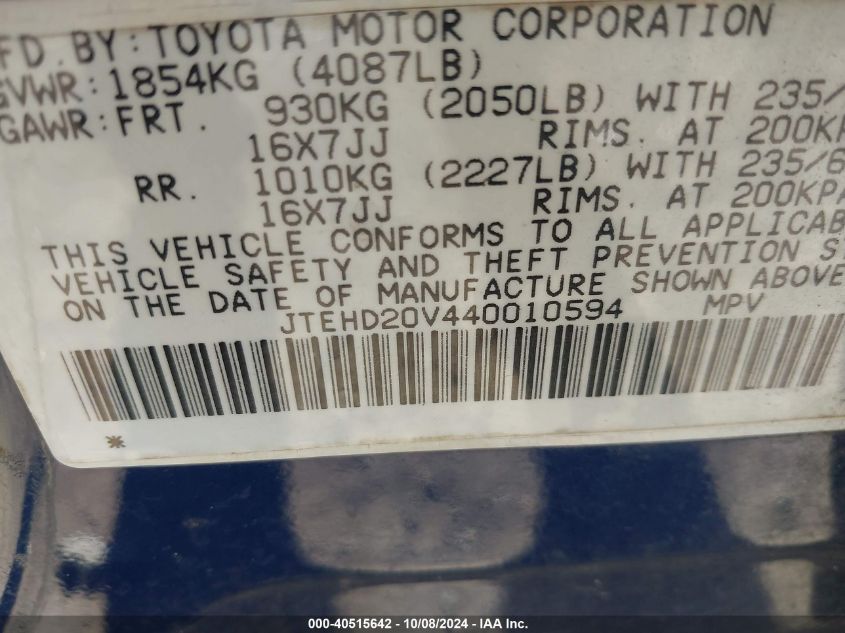 FD. BY: TOYOTA MOTOR CORPORATION
GVWR: 1854KG (4087LB)
GAWR: FRT. 930KG (2050LB) WITH 235/
16X7JJ RIMS. AT 200KP
RR. 1010KG (2227LB) WITH 235/6
16X7JJ RIMS. AT 200KPA
THIS VEHICLE CONFORMS TO ALL APPLICAB
VEHICLE SAFETY AND THEFT PREVENTION S
ON THE DATE OF MANUFACTURE SHOWN ABOVE
JTEHD20V440010594 MPV
*
000-40515642 - 10/08/2024 - IAA Inc.